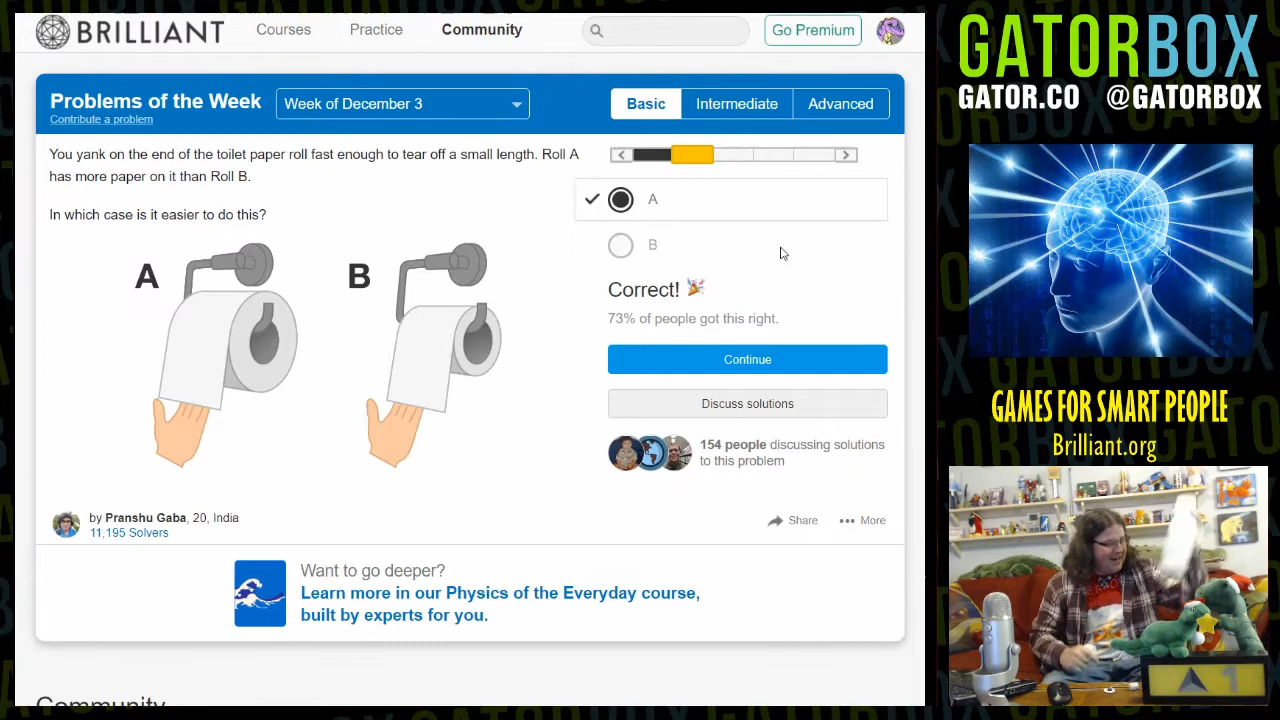 BRILLIANT
Courses
Practice
Community
Go Premium
Problems of the Week
Contribute a problem
Week of December 3
Basic
Intermediate
Advanced
You yank on the end of the toilet paper roll fast enough to tear off a small length. Roll A
has more paper on it than Roll B.
In which case is it easier to do this?
A
B
A
B
Correct!
73% of people got this right.
Continue
Discuss solutions
154 people discussing solutions
to this problem
by Pranshu Gaba, 20, India
11,195 Solvers
Share
More
Want to go deeper?
Learn more in our Physics of the Everyday course,
built by experts for you.
Community
GATORBOX
GATOR.CO @GATORBOX
GAMES FOR SMART PEOPLE
Brilliant.org
1